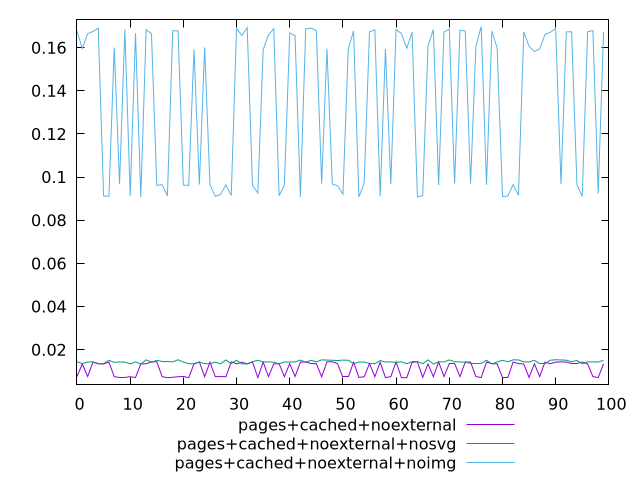 0.16
0.14
0.12
0.1
0.08
0.06
0.04
0.02
0 10 20 30 40 50 60 70 80 90 100
pages+cached+noexternal
pages+cached+noexternal+nosvg
pages+cached+noexternal+noimg